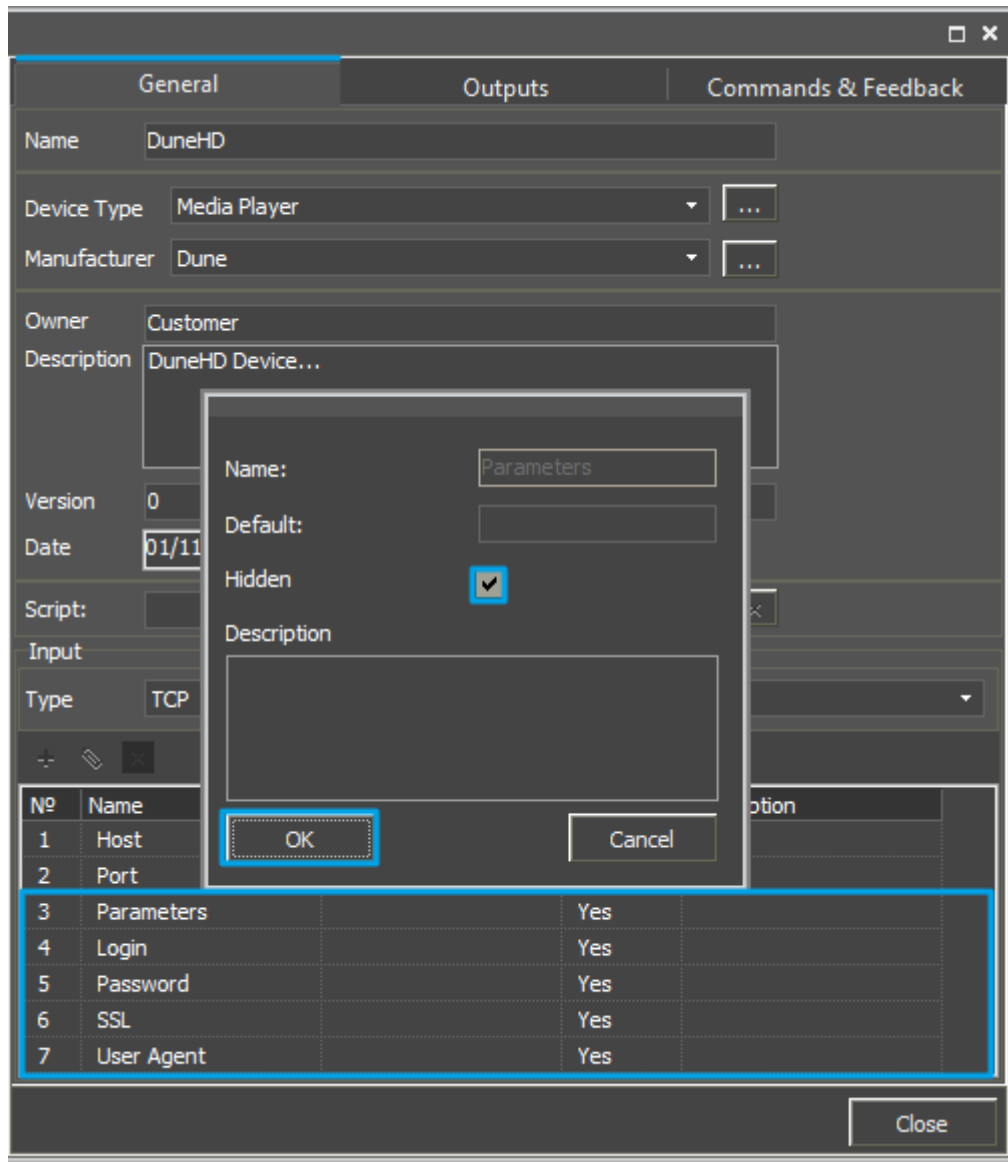 General Outputs Commands & Feedback
Name DuneHD
Device Type Media Player ...
Manufacturer Dune ...
Owner Customer
Description DuneHD Device...
Name: Parameters
Version 0
Default:
Date 01/11
Hidden
Script:
Description
Input
Type TCP
Nº Name
1 Host
OK Cancel
2 Port
3 Parameters Yes
4 Login Yes
5 Password Yes
6 SSL Yes
7 User Agent Yes
Close